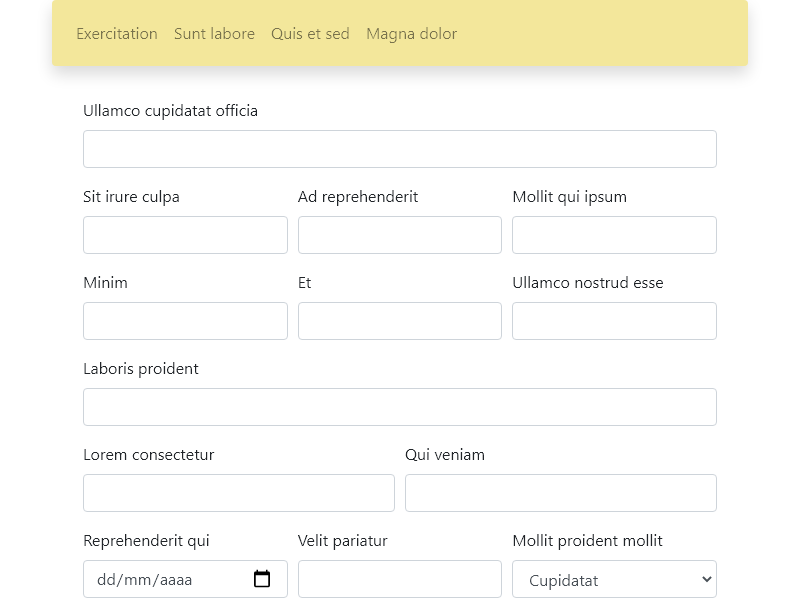 Exercitation Sunt labore Quis et sed Magna dolor
Ullamco cupidatat officia
Sit irure culpa Ad reprehenderit Mollit qui ipsum
Minim Et Ullamco nostrud esse
Laboris proident
Lorem consectetur Qui veniam
Reprehenderit qui Velit pariatur Mollit proident mollit
dd/mm/aaaa Cupidatat